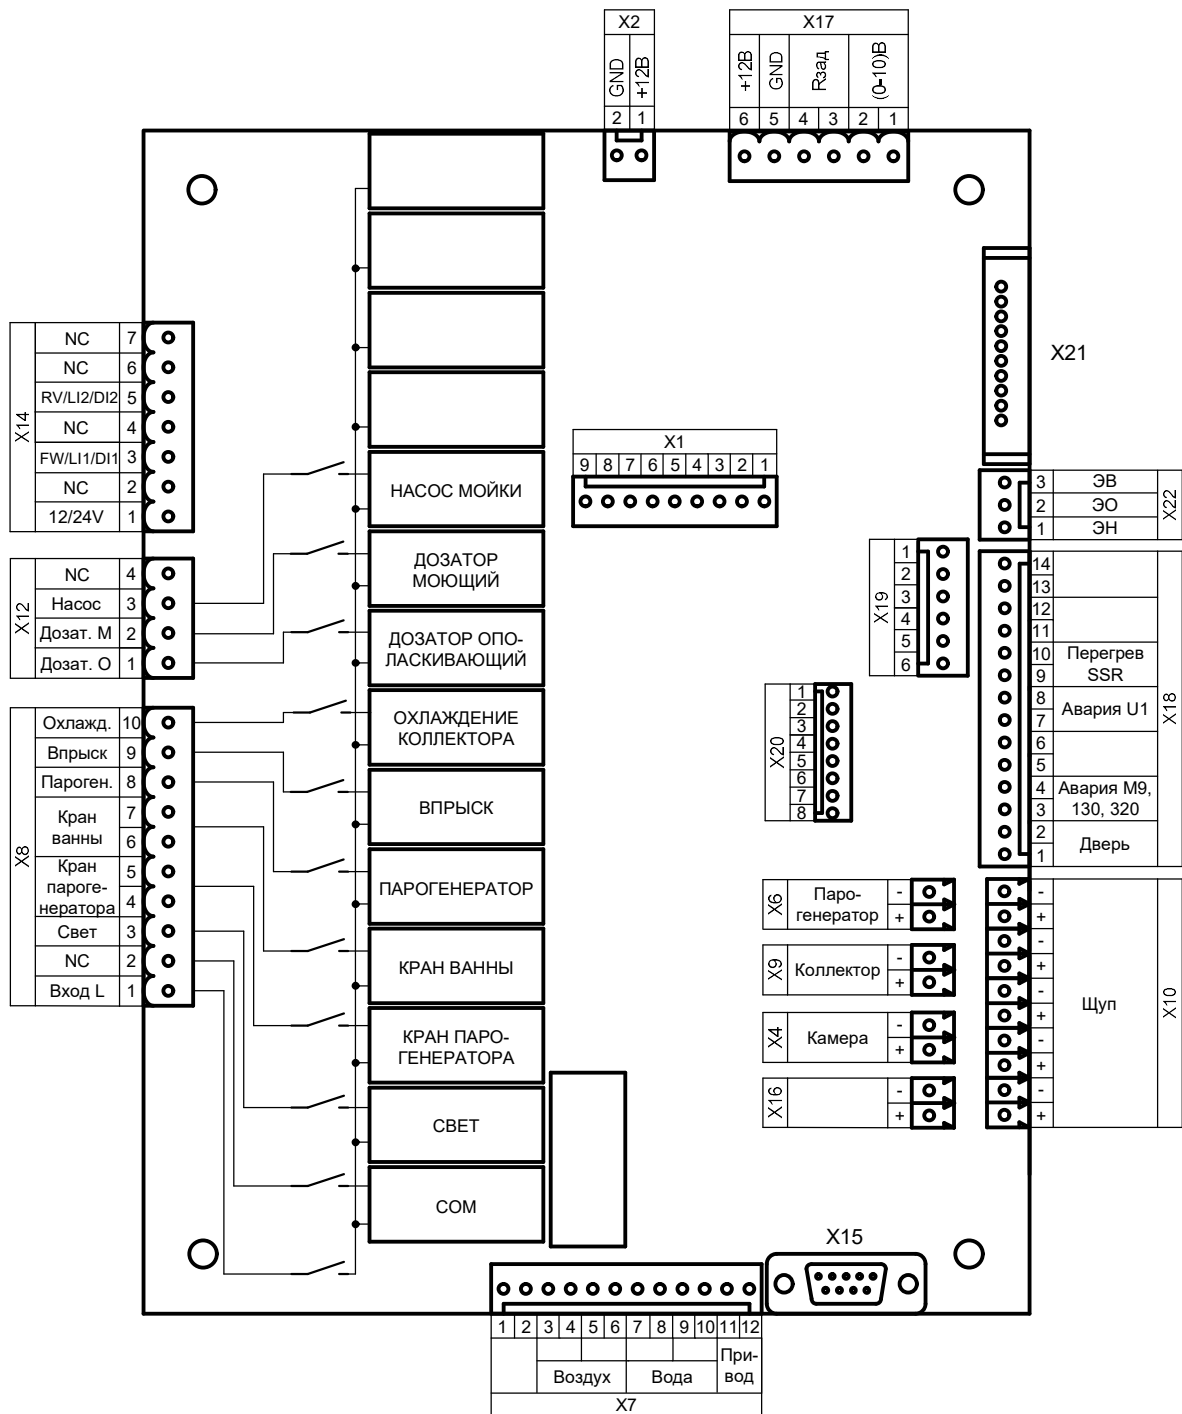 X2
GND
+12В
2 1
X17
+12В
GND
Rзад
(0-10)В
6 5 4 3 2 1
X14
NC 7
NC 6
RV/LI2/DI2 5
NC 4
FW/LI1/DI1 3
NC 2
12/24V 1
X12
NC 4
Насос 3
Дозат. М 2
Дозат. О 1
X8
Охлажд. 10
Впрыск 9
Пароген. 8
Кран
ванны
7
6
Кран
пароге-
нератора
5
4
Свет 3
NC 2
Вход L 1
НАСОС МОЙКИ
ДОЗАТОР
МОЮЩИЙ
ДОЗАТОР ОПО-
ЛАСКИВАЮЩИЙ
ОХЛАЖДЕНИЕ
КОЛЛЕКТОРА
ВПРЫСК
ПАРОГЕНЕРАТОР
КРАН ВАННЫ
КРАН ПАРО-
ГЕНЕРАТОРА
СВЕТ
COM
X1
9 8 7 6 5 4 3 2 1
X21
3 ЭВ
2 ЭО
1 ЭН
X22
X19
1
2
3
4
5
6
X20
1
2
3
4
5
6
7
8
14
13
12
11
10
9
Перегрев
SSR
8
7
Авария U1
6
5
4
3
Авария М9,
130, 320
2
1
Дверь
X18
X6
Паро-
генератор
-
+
X9
Коллектор
-
+
X4
Камера
-
+
X16
-
+
-
+
-
+
-
+
-
+
-
+
Щуп
X10
X15
1 2 3 4 5 6 7 8 9 10 11 12
Воздух
Вода
При-
вод
X7